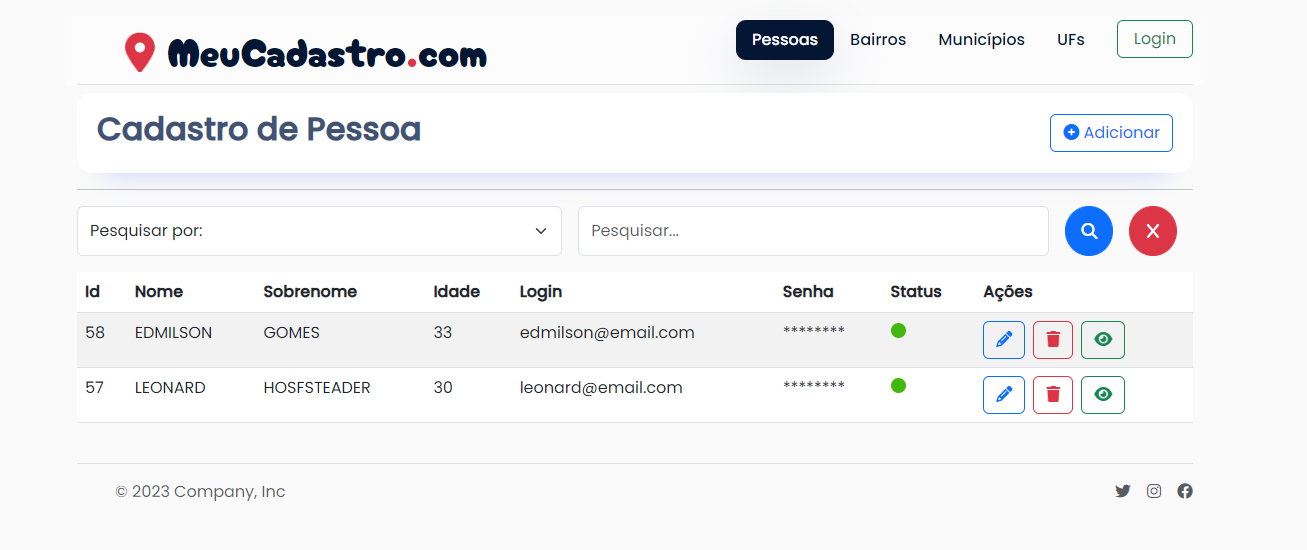 MeuCadastro.com
Pessoas Bairros Municípios UFs Login
Cadastro de Pessoa
Adicionar
Pesquisar por: Pesquisar...
Id Nome Sobrenome Idade Login Senha Status Ações
58 EDMILSON GOMES 33 edmilson@email.com ********
57 LEONARD HOSFSTEADER 30 leonard@email.com ********
© 2023 Company, Inc